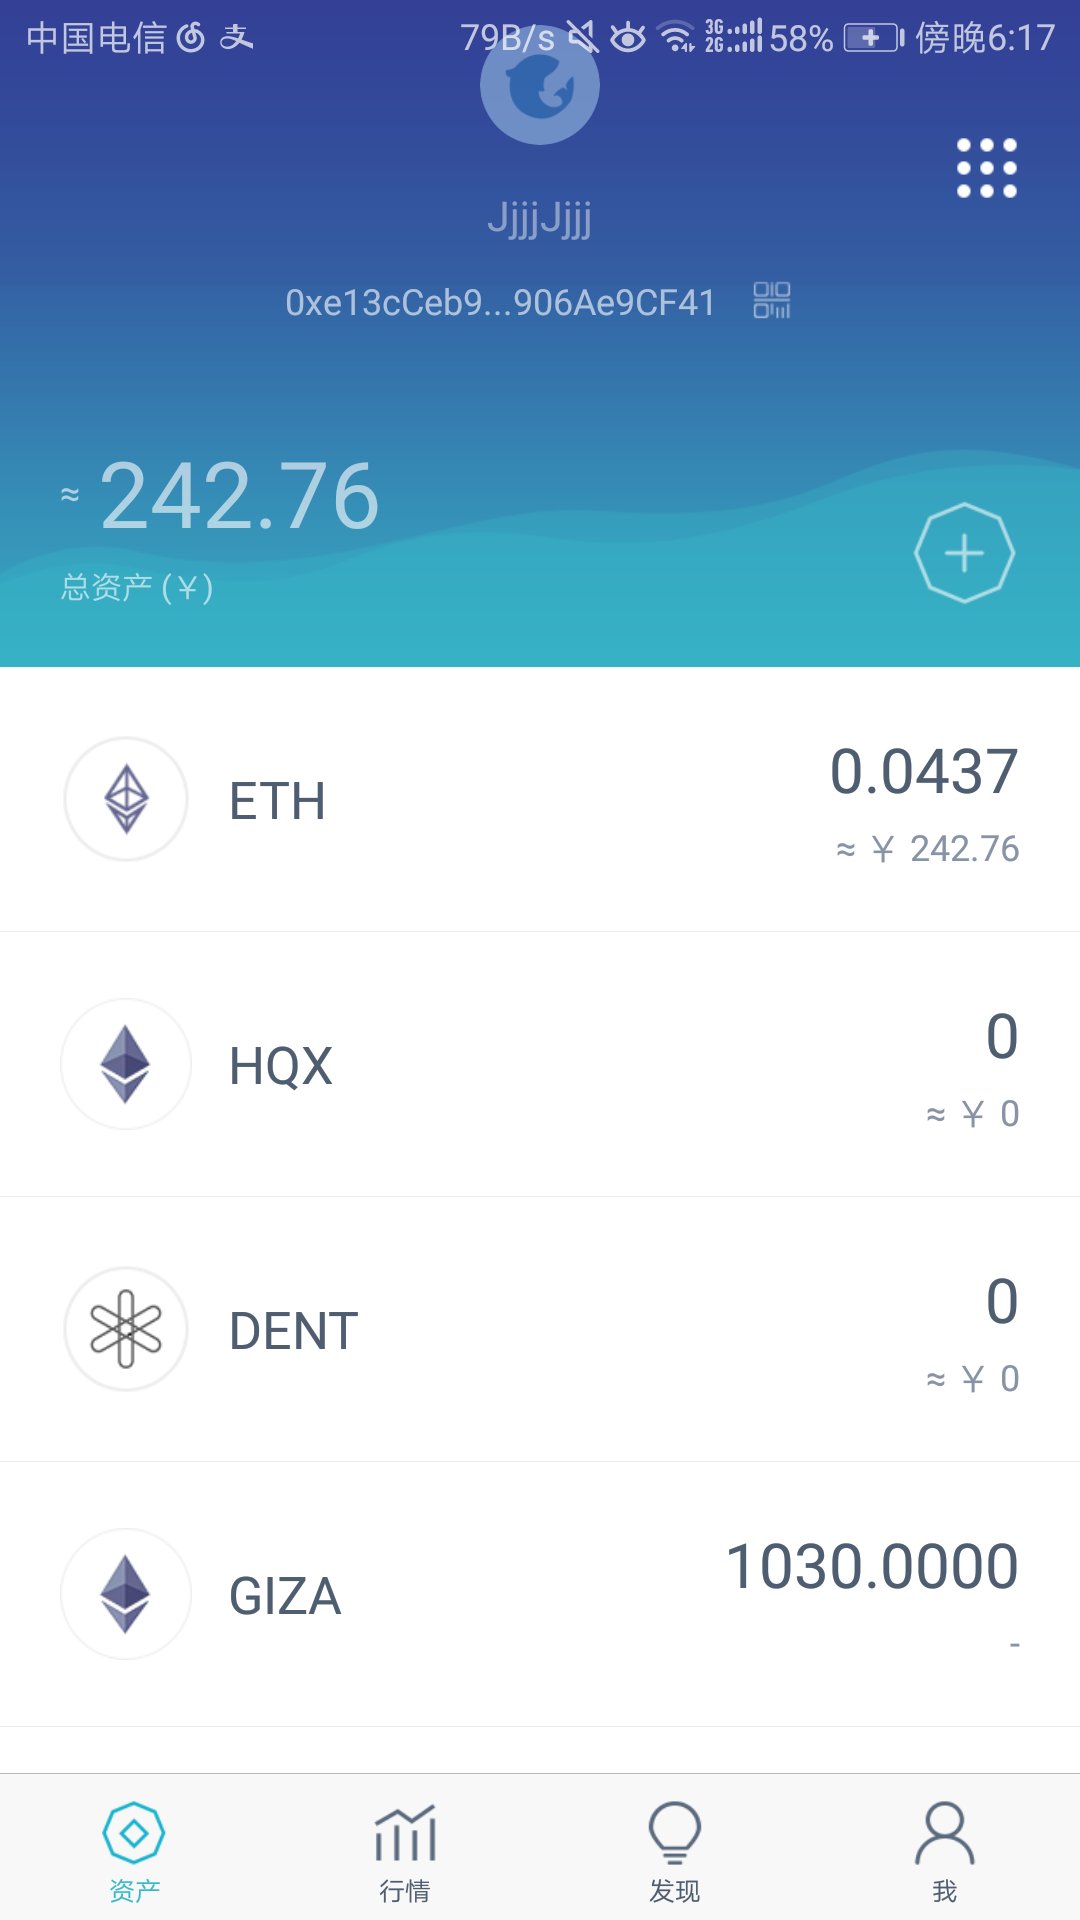 中国电信 79B/s 3G 2G 58% 傍晚6:17
JjjjJjjj
0xe13cCeb9...906Ae9CF41
≈ 242.76
总资产 (¥)
ETH
0.0437
≈ ¥ 242.76
HQX
0
≈ ¥ 0
DENT
0
≈ ¥ 0
GIZA
1030.0000
-
资产 行情 发现 我